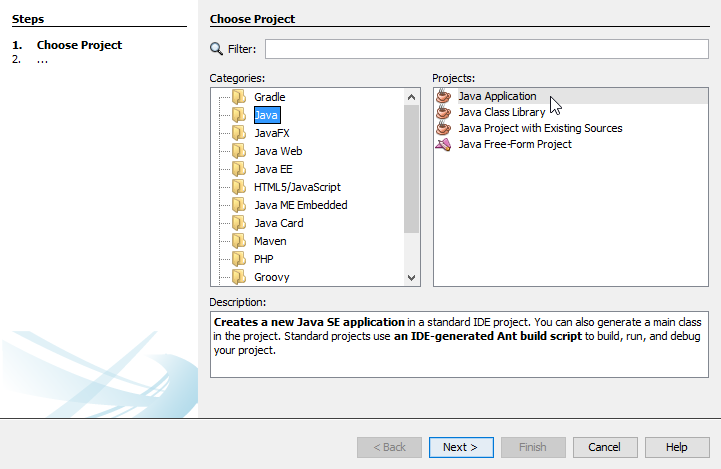 Steps
1. Choose Project
2. ...
Choose Project
Filter:
Categories:
Gradle
Java
JavaFX
Java Web
Java EE
HTML5/JavaScript
Java ME Embedded
Java Card
Maven
PHP
Groovy
Projects:
Java Application
Java Class Library
Java Project with Existing Sources
Java Free-Form Project
Description:
Creates a new Java SE application in a standard IDE project. You can also generate a main class
in the project. Standard projects use an IDE-generated Ant build script to build, run, and debug
your project.
< Back
Next >
Finish
Cancel
Help